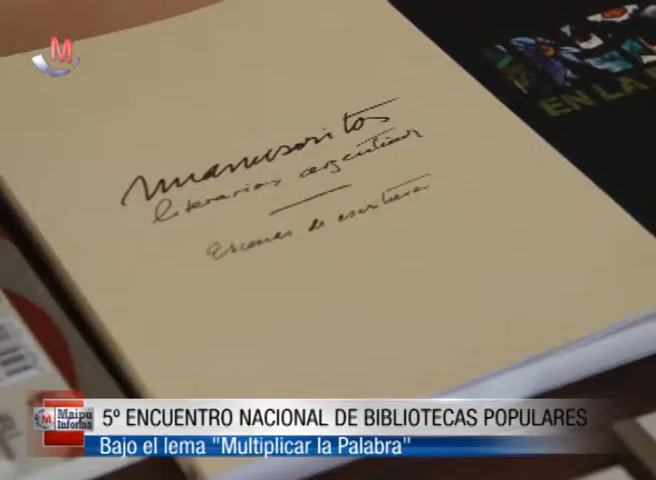 M
manuscritos
literarios argentinos
Escenas de escritura
EN LA
M
Maipú
Informa
5º ENCUENTRO NACIONAL DE BIBLIOTECAS POPULARES
Bajo el lema "Multiplicar la Palabra"